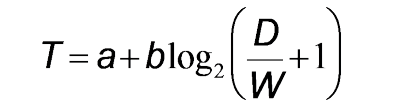 T = a + b log₂ (D/W + 1)